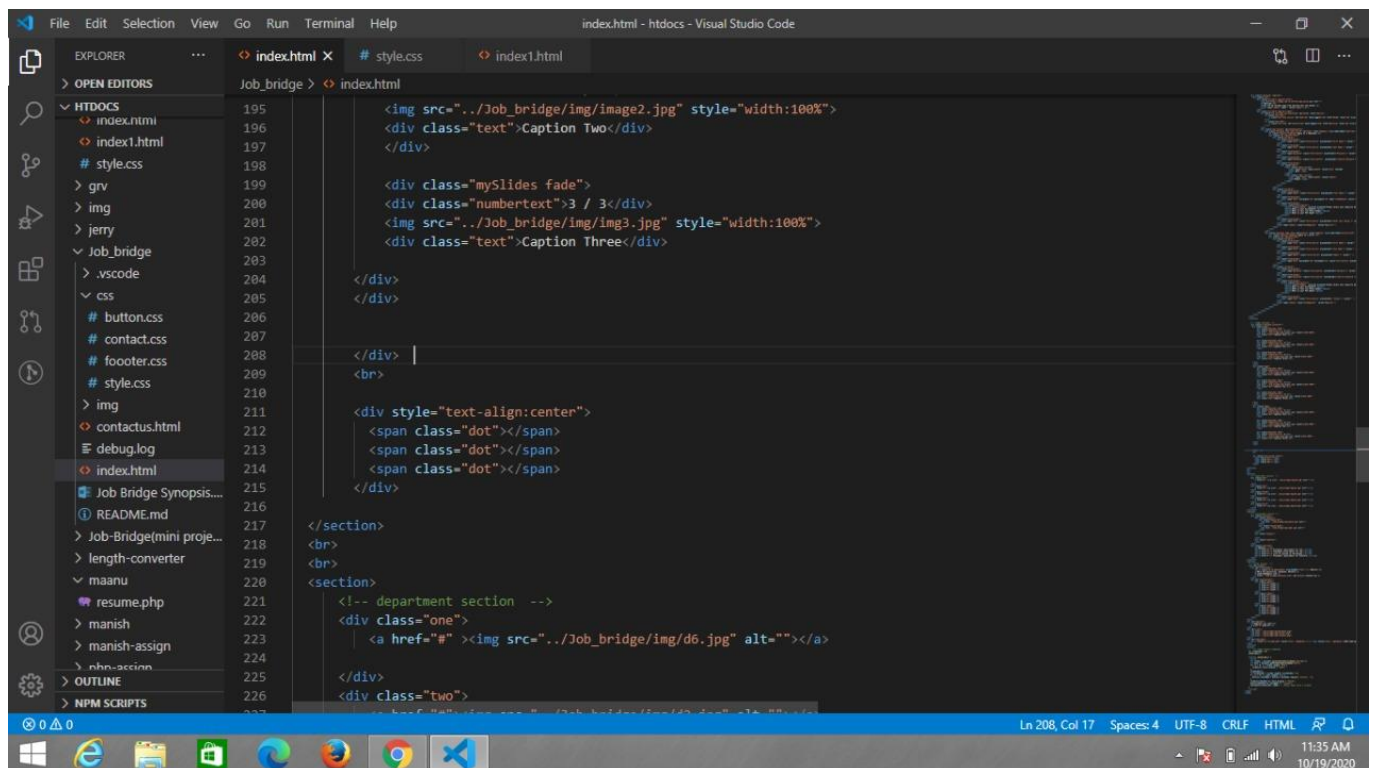 File Edit Selection View Go Run Terminal Help index.html - htdocs - Visual Studio Code
EXPLORER
OPEN EDITORS
HTDOCS
index.html
index1.html
style.css
grv
img
jerry
Job_bridge
.vscode
css
button.css
contact.css
foooter.css
style.css
img
contactus.html
debug.log
index.html
Job Bridge Synopsis....
README.md
Job-Bridge(mini proje...
length-converter
maanu
resume.php
manish
manish-assign
php-assign
OUTLINE
NPM SCRIPTS
index.html # style.css index1.html
Job_bridge > index.html
195 <img src="../Job_bridge/img/image2.jpg" style="width:100%">
196 <div class="text">Caption Two</div>
197 </div>
198
199 <div class="mySlides fade">
200 <div class="numbertext">3 / 3</div>
201 <img src="../Job_bridge/img/img3.jpg" style="width:100%">
202 <div class="text">Caption Three</div>
203
204 </div>
205 </div>
206
207
208 </div>
209 <br>
210
211 <div style="text-align:center">
212 <span class="dot"></span>
213 <span class="dot"></span>
214 <span class="dot"></span>
215 </div>
216
217 </section>
218 <br>
219 <br>
220 <section>
221 <!-- department section -->
222 <div class="one">
223 <a href="#" ><img src="../Job_bridge/img/d6.jpg" alt=""></a>
224
225 </div>
226 <div class="two">
0 0 Ln 208, Col 17 Spaces: 4 UTF-8 CRLF HTML
11:35 AM
10/19/2020